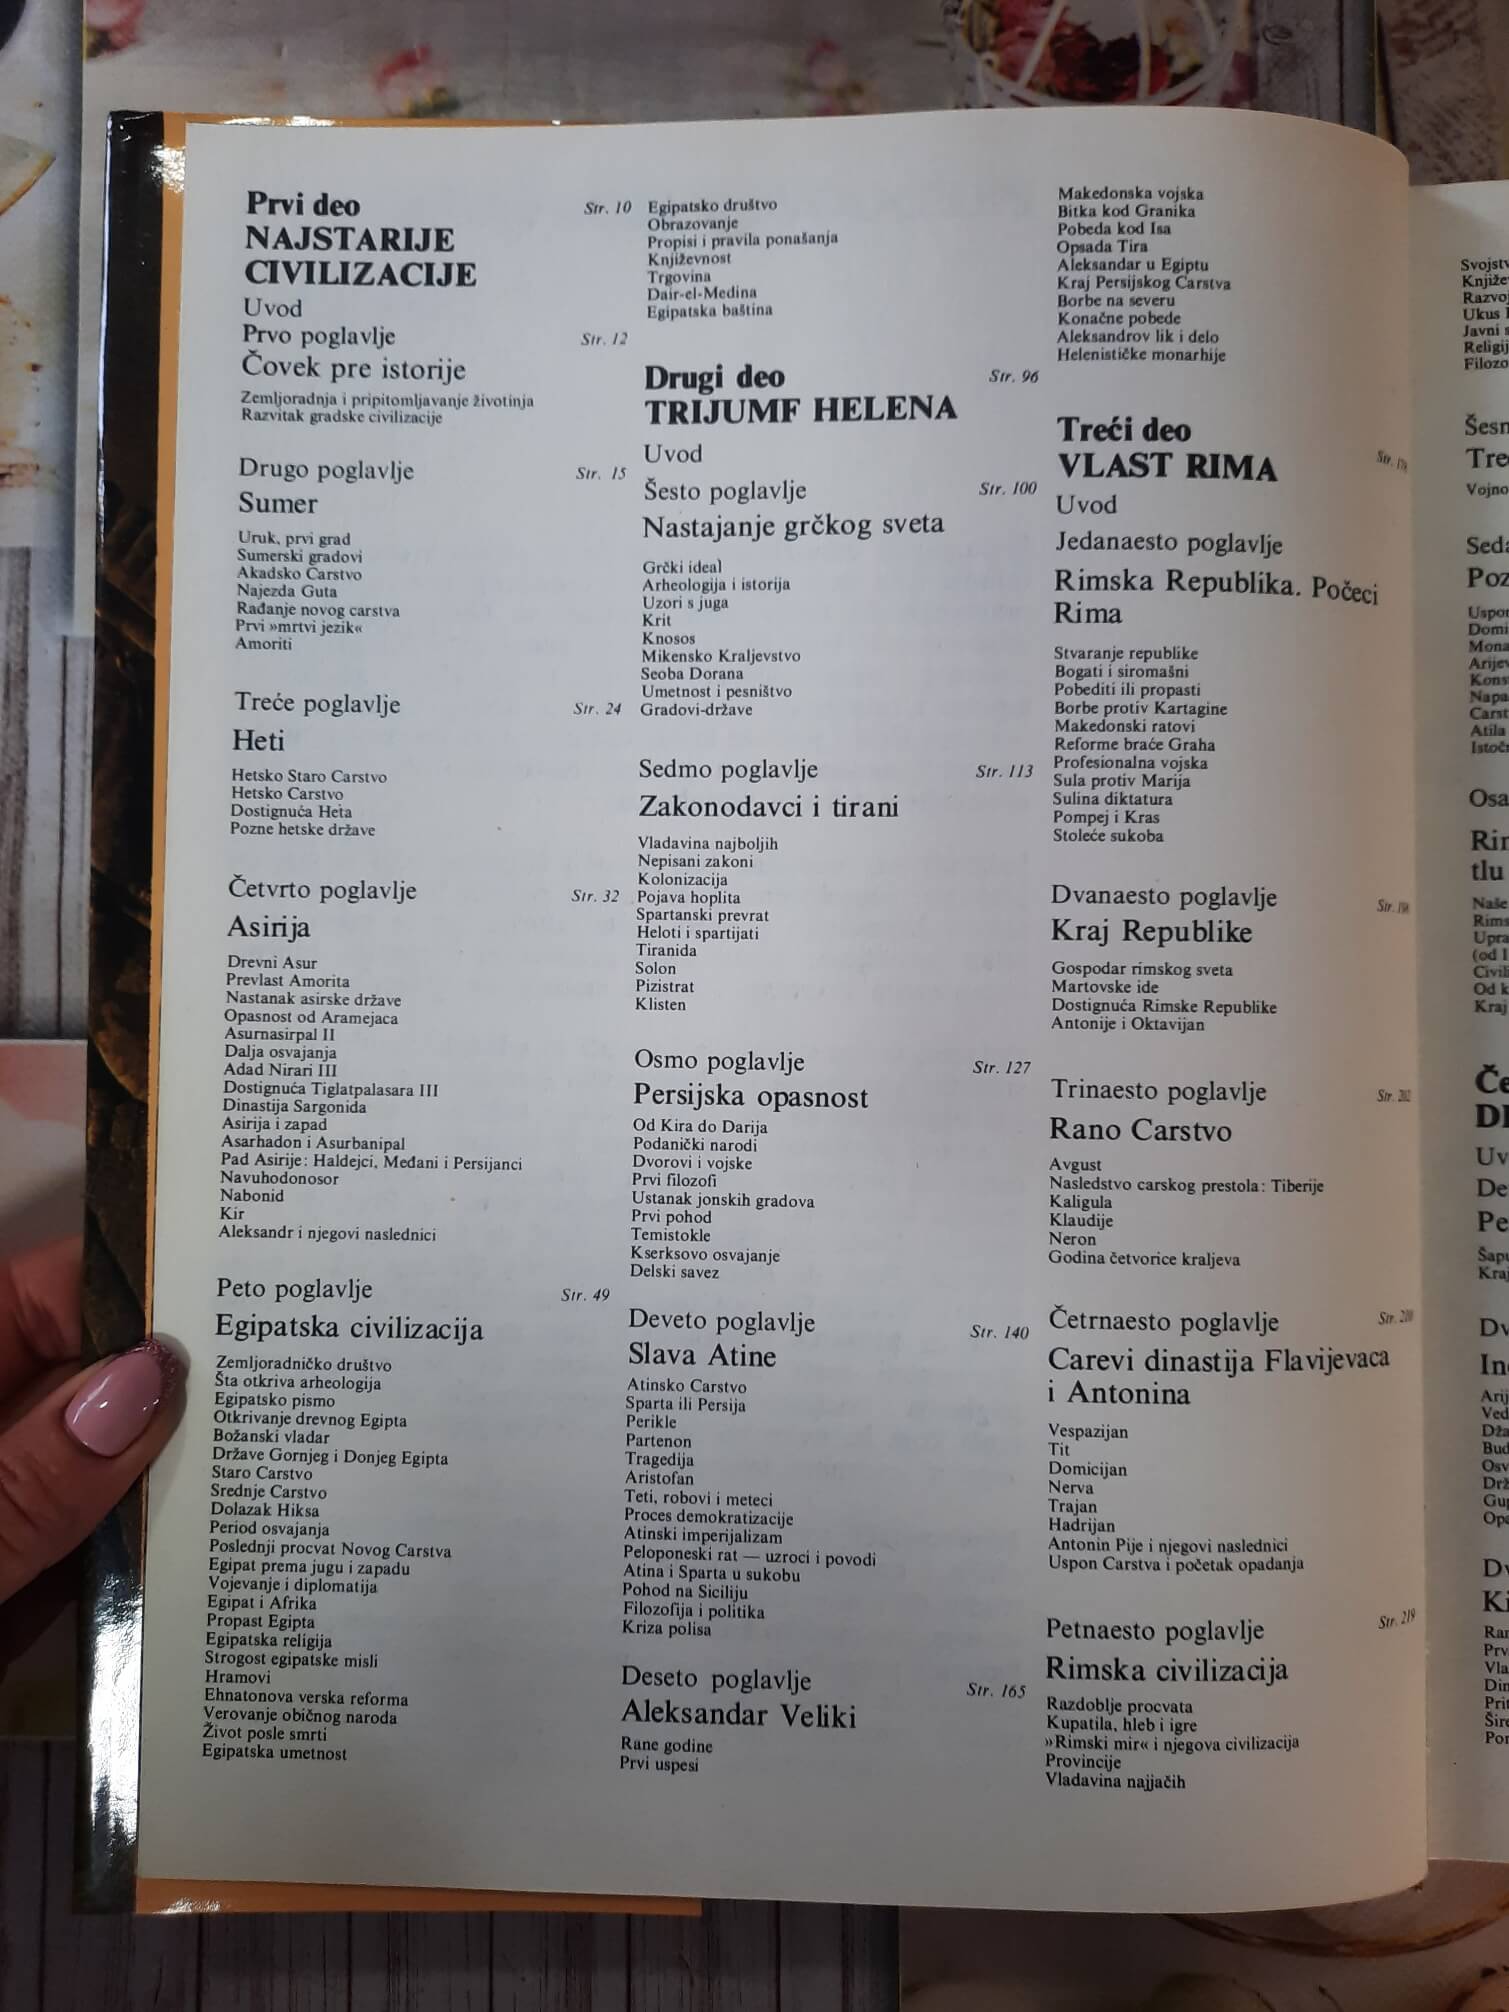 Prvi deo
Str. 10
NAJSTARIJE
CIVILIZACIJE
Uvod
Prvo poglavlje
Str. 12
Čovek pre istorije
Zemljoradnja i pripitomljavanje životinja
Razvitak gradske civilizacije
Drugo poglavlje
Str. 15
Sumer
Uruk, prvi grad
Sumerski gradovi
Akadsko Carstvo
Najezda Guta
Rađanje novog carstva
Prvi »mrtvi jezik«
Amoriti
Treće poglavlje
Str. 24
Heti
Hetsko Staro Carstvo
Hetsko Carstvo
Dostignuća Heta
Pozne hetske države
Četvrto poglavlje
Str. 32
Asirija
Drevni Asur
Prevlast Amorita
Nastanak asirske države
Opasnost od Aramejaca
Asurnasirpal II
Dalja osvajanja
Adad Nirari III
Dostignuća Tiglatpalasara III
Dinastija Sargonida
Asirija i zapad
Asarhadon i Asurbanipal
Pad Asirije: Haldejci, Međani i Persijanci
Navuhodonosor
Nabonid
Kir
Aleksandr i njegovi naslednici
Peto poglavlje
Str. 49
Egipatska civilizacija
Zemljoradničko društvo
Šta otkriva arheologija
Egipatsko pismo
Otkrivanje drevnog Egipta
Božanski vladar
Države Gornjeg i Donjeg Egipta
Staro Carstvo
Srednje Carstvo
Dolazak Hiksa
Period osvajanja
Poslednji procvat Novog Carstva
Egipat prema jugu i zapadu
Vojevanje i diplomatija
Egipat i Afrika
Propast Egipta
Egipatska religija
Strogost egipatske misli
Hramovi
Ehnatonova verska reforma
Verovanje običnog naroda
Život posle smrti
Egipatska umetnost
Egipatsko društvo
Obrazovanje
Propisi i pravila ponašanja
Književnost
Trgovina
Dair-el-Medina
Egipatska baština
Drugi deo
Str. 96
TRIJUMF HELENA
Uvod
Šesto poglavlje
Str. 100
Nastajanje grčkog sveta
Grčki ideal
Arheologija i istorija
Uzori s juga
Krit
Knosos
Mikensko Kraljevstvo
Seoba Dorana
Umetnost i pesništvo
Gradovi-države
Sedmo poglavlje
Str. 113
Zakonodavci i tirani
Vladavina najboljih
Nepisani zakoni
Kolonizacija
Pojava hoplita
Spartanski prevrat
Heloti i spartijati
Tiranida
Solon
Pizistrat
Klisten
Osmo poglavlje
Str. 127
Persijska opasnost
Od Kira do Darija
Podanički narodi
Dvorovi i vojske
Prvi filozofi
Ustanak jonskih gradova
Prvi pohod
Temistokle
Kserksovo osvajanje
Delski savez
Deveto poglavlje
Str. 140
Slava Atine
Atinsko Carstvo
Sparta ili Persija
Perikle
Partenon
Tragedija
Aristofan
Teti, robovi i meteci
Proces demokratizacije
Atinski imperijalizam
Peloponeski rat — uzroci i povodi
Atina i Sparta u sukobu
Pohod na Siciliju
Filozofija i politika
Kriza polisa
Deseto poglavlje
Str. 165
Aleksandar Veliki
Rane godine
Prvi uspesi
Makedonska vojska
Bitka kod Granika
Pobeda kod Isa
Opsada Tira
Aleksandar u Egiptu
Kraj Persijskog Carstva
Borbe na severu
Konačne pobede
Aleksandrov lik i delo
Helenističke monarhije
Treći deo
VLAST RIMA
Str.
Uvod
Jedanaesto poglavlje
Rimska Republika. Počeci
Rima
Stvaranje republike
Bogati i siromašni
Pobediti ili propasti
Borbe protiv Kartagine
Makedonski ratovi
Reforme braće Graha
Profesionalna vojska
Sula protiv Marija
Sulina diktatura
Pompej i Kras
Stoleće sukoba
Dvanaesto poglavlje
Str.
Kraj Republike
Gospodar rimskog sveta
Martovske ide
Dostignuća Rimske Republike
Antonije i Oktavijan
Trinaesto poglavlje
Str. 202
Rano Carstvo
Avgust
Nasledstvo carskog prestola: Tiberije
Kaligula
Klaudije
Neron
Godina četvorice kraljeva
Četrnaesto poglavlje
Str.
Carevi dinastija Flavijevaca
i Antonina
Vespazijan
Tit
Domicijan
Nerva
Trajan
Hadrijan
Antonin Pije i njegovi naslednici
Uspon Carstva i početak opadanja
Petnaesto poglavlje
Str. 219
Rimska civilizacija
Razdoblje procvata
Kupatila, hleb i igre
»Rimski mir« i njegova civilizacija
Provincije
Vladavina najjačih